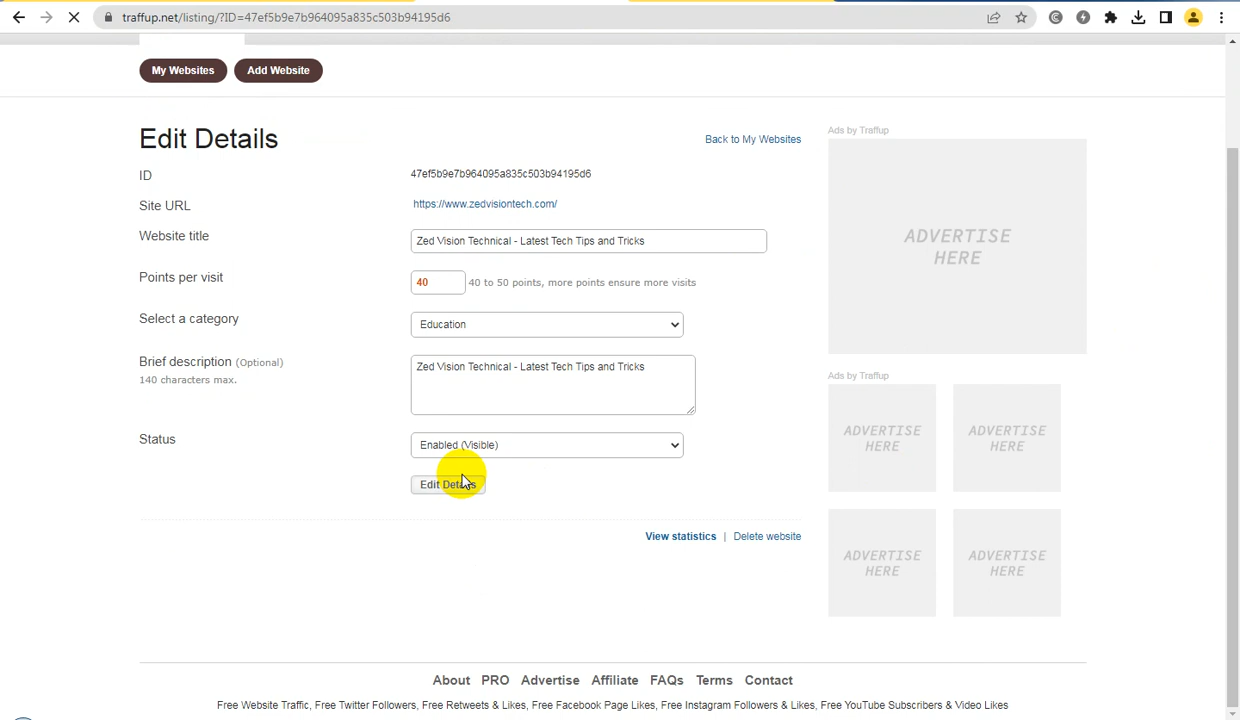 traffup.net/listing/?ID=47ef5b9e7b964095a835c503b94195d6
My Websites
Add Website
Edit Details
Back to My Websites
ID
47ef5b9e7b964095a835c503b94195d6
Site URL
https://www.zedvisiontech.com/
Website title
Zed Vision Technical - Latest Tech Tips and Tricks
Points per visit
40
40 to 50 points, more points ensure more visits
Select a category
Education
Brief description (Optional)
140 characters max.
Zed Vision Technical - Latest Tech Tips and Tricks
Status
Enabled (Visible)
Edit Details
View statistics | Delete website
Ads by Traffup
ADVERTISE
HERE
Ads by Traffup
ADVERTISE
HERE
ADVERTISE
HERE
ADVERTISE
HERE
ADVERTISE
HERE
About PRO Advertise Affiliate FAQs Terms Contact
Free Website Traffic, Free Twitter Followers, Free Retweets & Likes, Free Facebook Page Likes, Free Instagram Followers & Likes, Free YouTube Subscribers & Video Likes